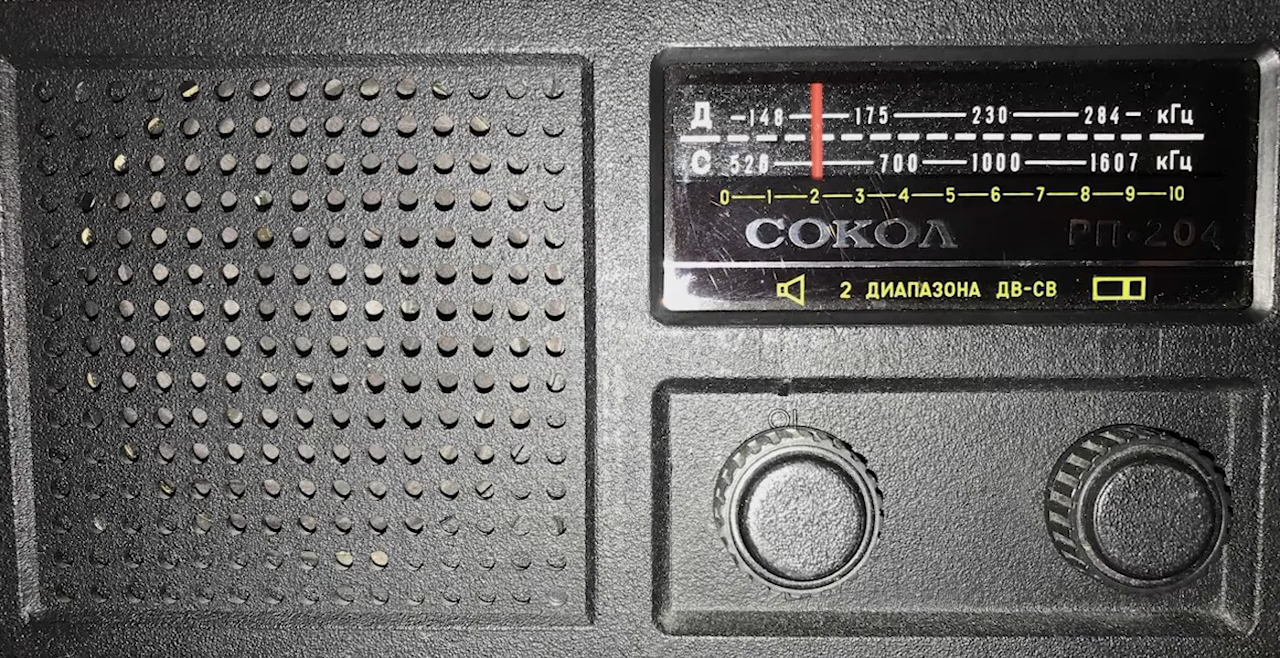 Д 148 175 230 284 кГц
С 528 700 1000 1607 кГц
0 1 2 3 4 5 6 7 8 9 10
СОКОЛ РП-204
2 ДИАПАЗОНА ДВ-СВ